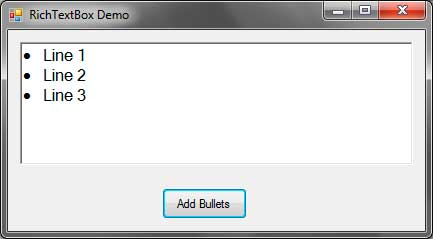 RichTextBox Demo
• Line 1
• Line 2
• Line 3
Add Bullets